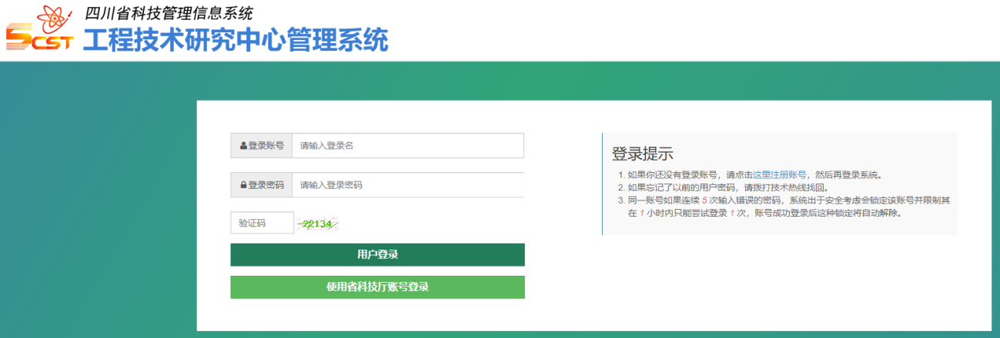 四川省科技管理信息系统
SCST 工程技术研究中心管理系统
登录账号 请输入登录名
登录密码 请输入登录密码
验证码 22134
用户登录
使用省科技厅账号登录
登录提示
1. 如果你还没有登录账号，请点击这里注册账号，然后再登录系统。
2. 如果忘记了以前的用户密码，请拨打技术热线找回。
3. 同一账号如果连续 5 次输入错误的密码，系统出于安全考虑会锁定该账号并限制其
在 1 小时内只能尝试登录 1 次，账号成功登录后这种锁定将自动解除。